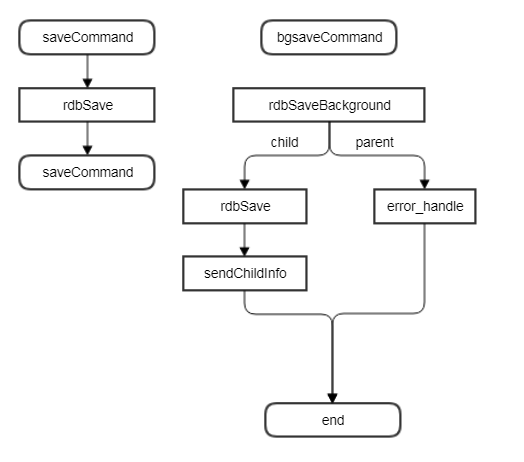 saveCommand
rdbSave
saveCommand
bgsaveCommand
rdbSaveBackground
child
parent
rdbSave
error_handle
sendChildInfo
end